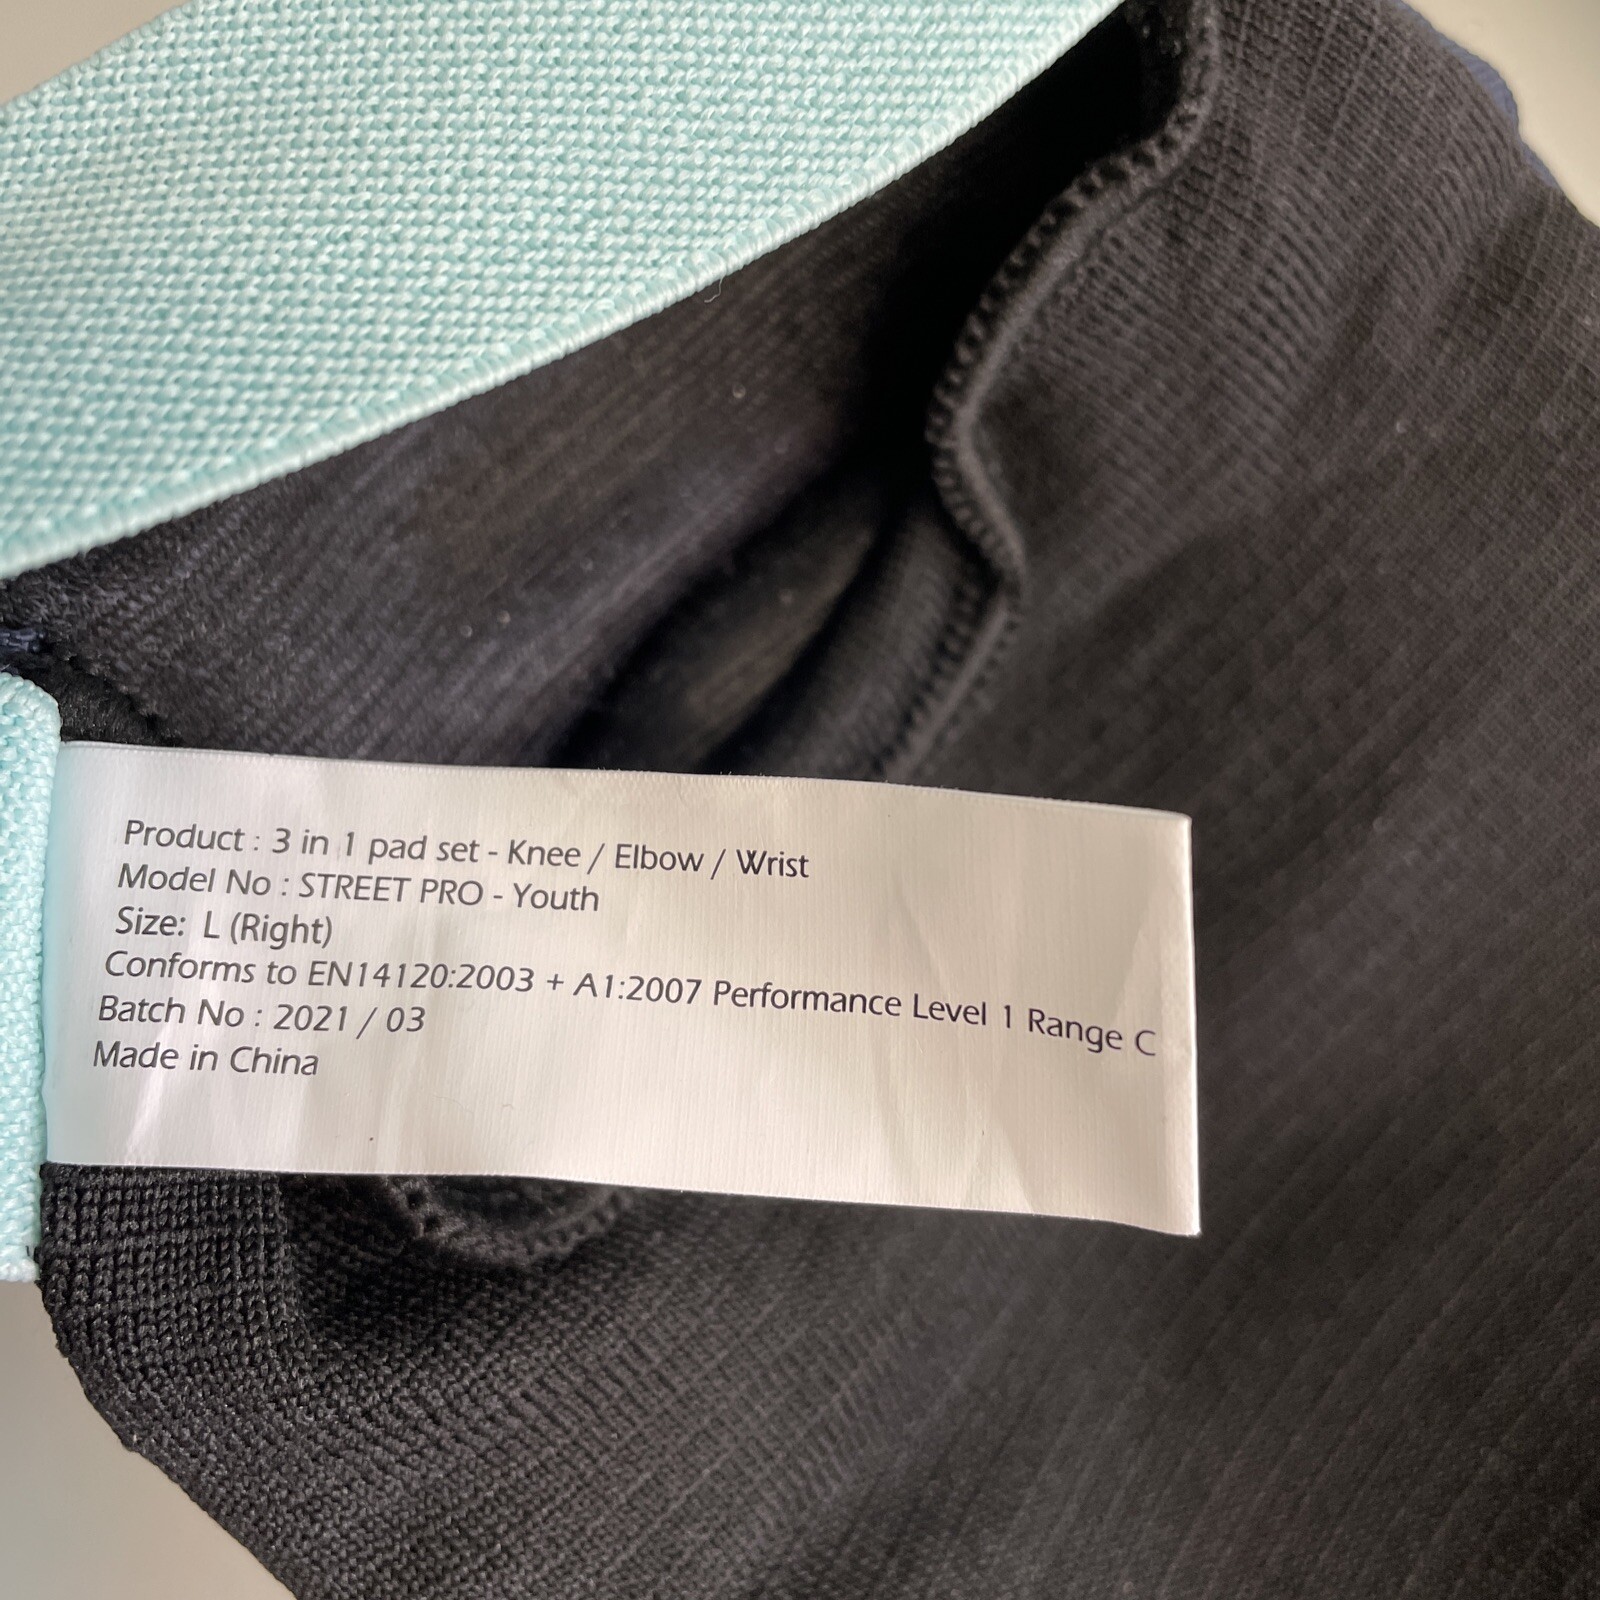 Product : 3 in 1 pad set - Knee / Elbow / Wrist
Model No : STREET PRO - Youth
Size: L (Right)
Conforms to EN14120:2003 + A1:2007 Performance Level 1 Range C
Batch No : 2021 / 03
Made in China